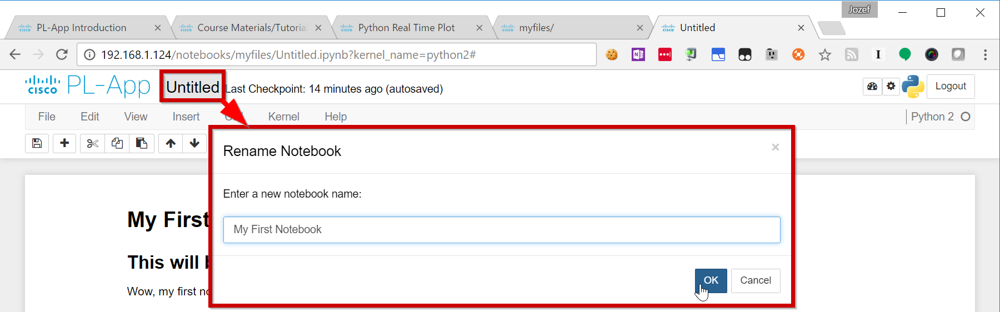 Jozef
PL-App Introduction
Course Materials/Tutoria
Python Real Time Plot
myfiles/
Untitled
192.168.1.124/notebooks/myfiles/Untitled.ipynb?kernel_name=python2#
cisco PL-App Untitled Last Checkpoint: 14 minutes ago (autosaved) Logout
File Edit View Insert Kernel Help Python 2
Rename Notebook
Enter a new notebook name:
My First
My First Notebook
This will
OK Cancel
Wow, my first